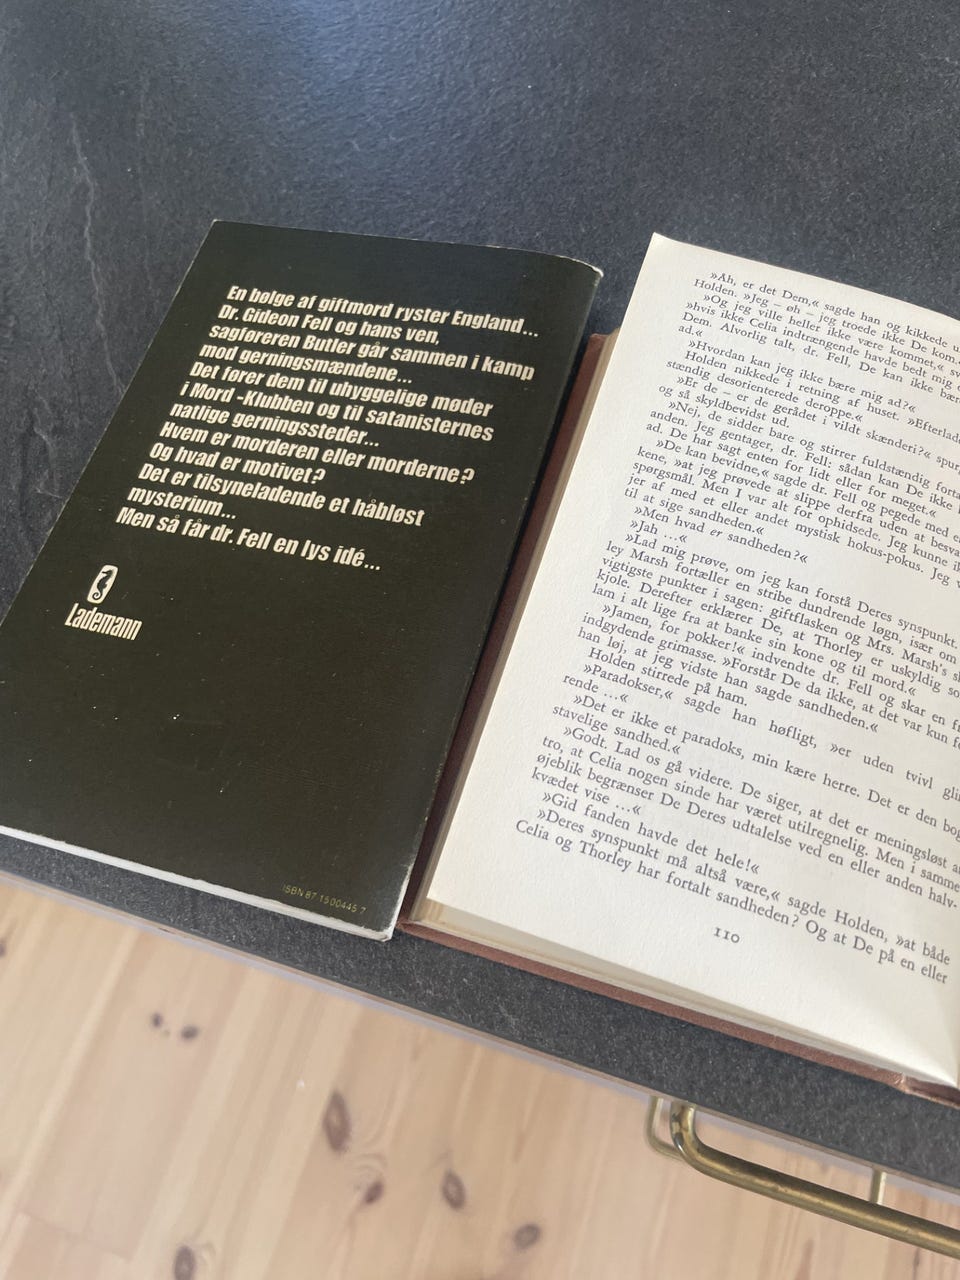 En bølge af giftmord ryster England...
Dr. Gideon Fell og hans ven,
sagføreren Butler går sammen i kamp
mod gerningsmændene...
Det fører dem til uhyggelige møder
i Mord-Klubben og til satanisternes
natlige gerningssteder...
Hvem er morderen eller morderne?
Og hvad er motivet?
Det er tilsyneladende et håbløst
mysterium...
Men så får dr. Fell en lys idé...
Lademann
ISBN 87 15 00445 7
»Ah, er det Dem,« sagde han og kikkede
Holden. »Jeg – øh – jeg troede ikke De kom.«
»Og jeg ville heller ikke være kommet,«
»hvis ikke Celia indtrængende havde bedt mig
Dem. Alvorlig talt, dr. Fell, De kan ikke
ad.«
»Hvordan kan jeg ikke bære mig ad?«
Holden nikkede i retning af huset.
stændig desorienterede deroppe.«
»Er de – er de gerådet i vildt skænderi?«
og så skyldbevidst ud.
»Nej, de sidder bare og stirrer fuldstændig
anden. Jeg gentager, dr. Fell: sådan kan De ikke
ad. De har sagt enten for lidt eller for meget.«
»De kan bevidne,« sagde dr. Fell og pegede med
kene, »at jeg prøvede at slippe derfra uden at
spørgsmål. Men I var alt for ophidsede. Jeg kunne
jer af med et eller andet mystisk hokus-pokus. Jeg
til at sige sandheden.«
»Men hvad er sandheden?«
»Jah ...«
»Lad mig prøve, om jeg kan forstå Deres synspunkt.
ley Marsh fortæller en stribe dundrende løgn, især om
vigtigste punkter i sagen: giftflasken og Mrs. Marsh's
kjole. Derefter erklærer De, at Thorley er uskyldig
lam i alt lige fra at banke sin kone og til mord.«
»Jamen, for pokker!« indvendte dr. Fell og skar en
indgydende grimasse. »Forstår De da ikke, at det var kun
han løj, at jeg vidste han sagde sandheden.«
Holden stirrede på ham.
»Paradokser,« sagde han høfligt, »er uden tvivl
rende ...«
»Det er ikke et paradoks, min kære herre. Det er den
stavelige sandhed.«
»Godt. Lad os gå videre. De siger, at det er meningsløst
tro, at Celia nogen sinde har været utilregnelig. Men i
øjeblik begrænser De Deres udtalelse ved en eller anden halv-
kvædet vise ...«
»Gid fanden havde det hele!«
»Deres synspunkt må altså være,« sagde Holden, »at både
Celia og Thorley har fortalt sandheden? Og at De på en eller
110